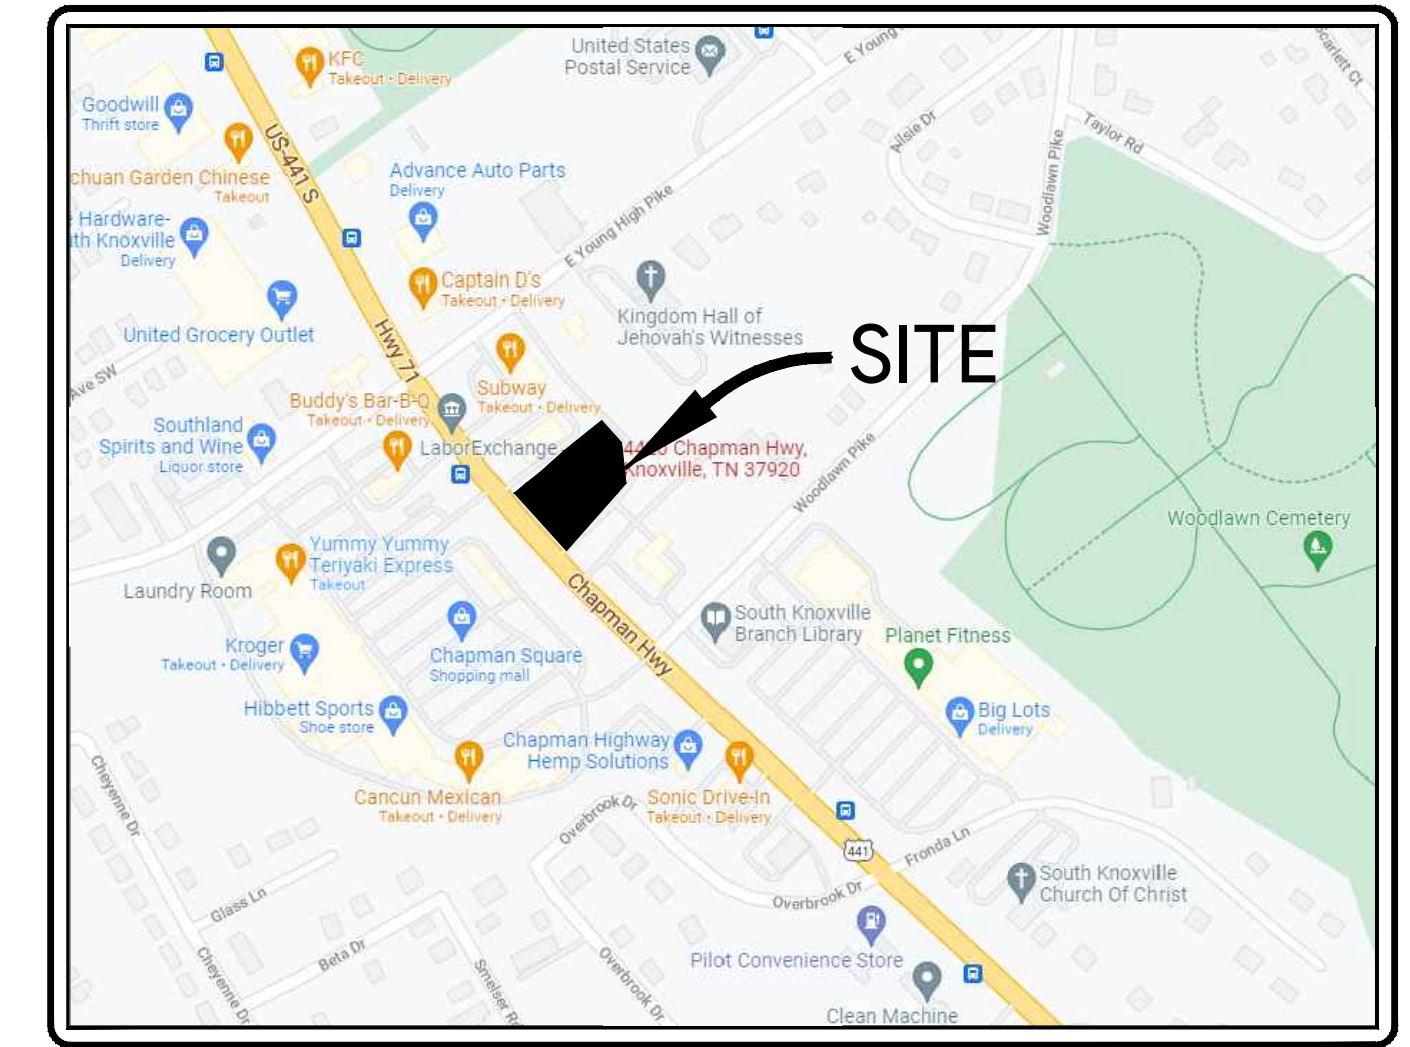 United States
Postal Service
KFC
Takeout • Delivery
E Young
Scarlett Ct
Goodwill
Thrift store
US-441 S
Ailsie Dr
Taylor Rd
Woodlawn Pike
chuan Garden Chinese
Takeout
Advance Auto Parts
Delivery
Hardware-
th Knoxville
Delivery
E Young High Pike
Captain D's
Takeout • Delivery
United Grocery Outlet
Kingdom Hall of
Jehovah's Witnesses
SITE
Hwy 71
Ave SW
Subway
Takeout • Delivery
Buddy's Bar-B-Q
Takeout • Delivery
Southland
Spirits and Wine
Liquor store
LaborExchange
Chapman Hwy,
Knoxville, TN 37920
Woodlawn Pike
Woodlawn Cemetery
Yummy Yummy
Teriyaki Express
Takeout
Laundry Room
Chapman Hwy
South Knoxville
Branch Library
Planet Fitness
Kroger
Takeout • Delivery
Chapman Square
Shopping mall
Hibbett Sports
Shoe store
Big Lots
Delivery
Chapman Highway
Hemp Solutions
Cheyenne Dr
Cancun Mexican
Takeout • Delivery
Overbrook Dr
Sonic Drive-In
Takeout • Delivery
441
Fronda Ln
South Knoxville
Church Of Christ
Glass Ln
Overbrook Dr
Beta Dr
Cheyenne Dr
Smelser R
Overbrook Dr
Pilot Convenience Store
Clean Machine